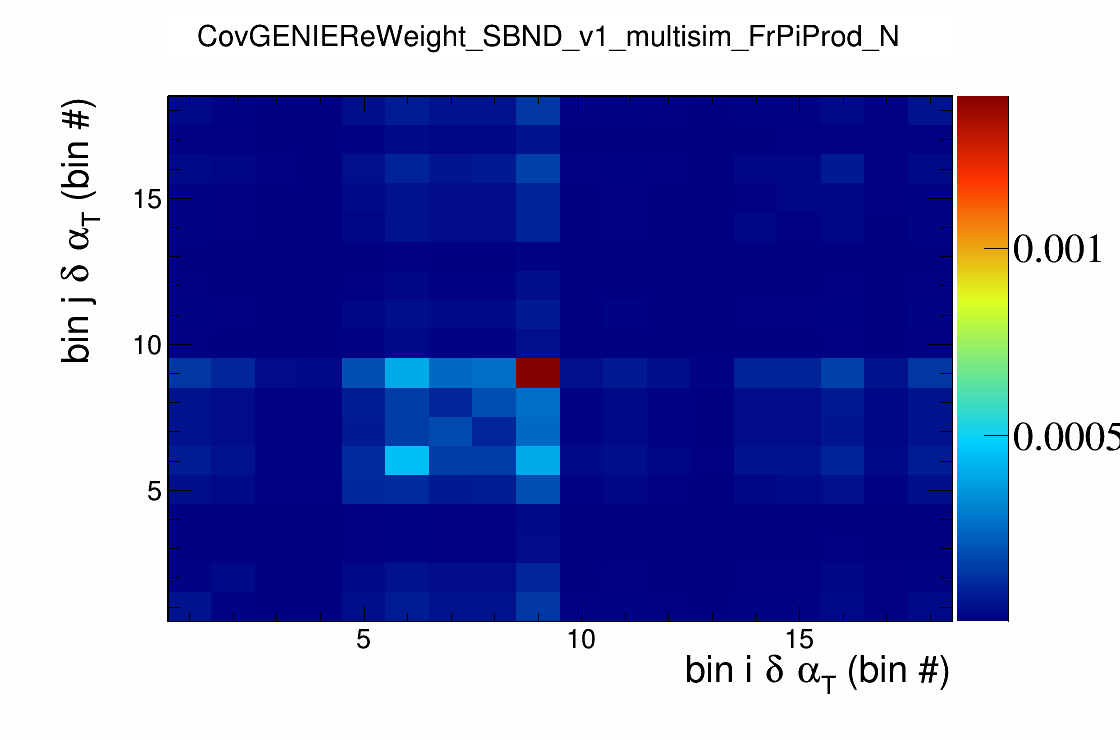 CovGENIEReWeight_SBND_v1_multisim_FrPiProd_N
bin j δ α_T (bin #)
15
10
5
5 10 15
bin i δ α_T (bin #)
0.001
0.0005